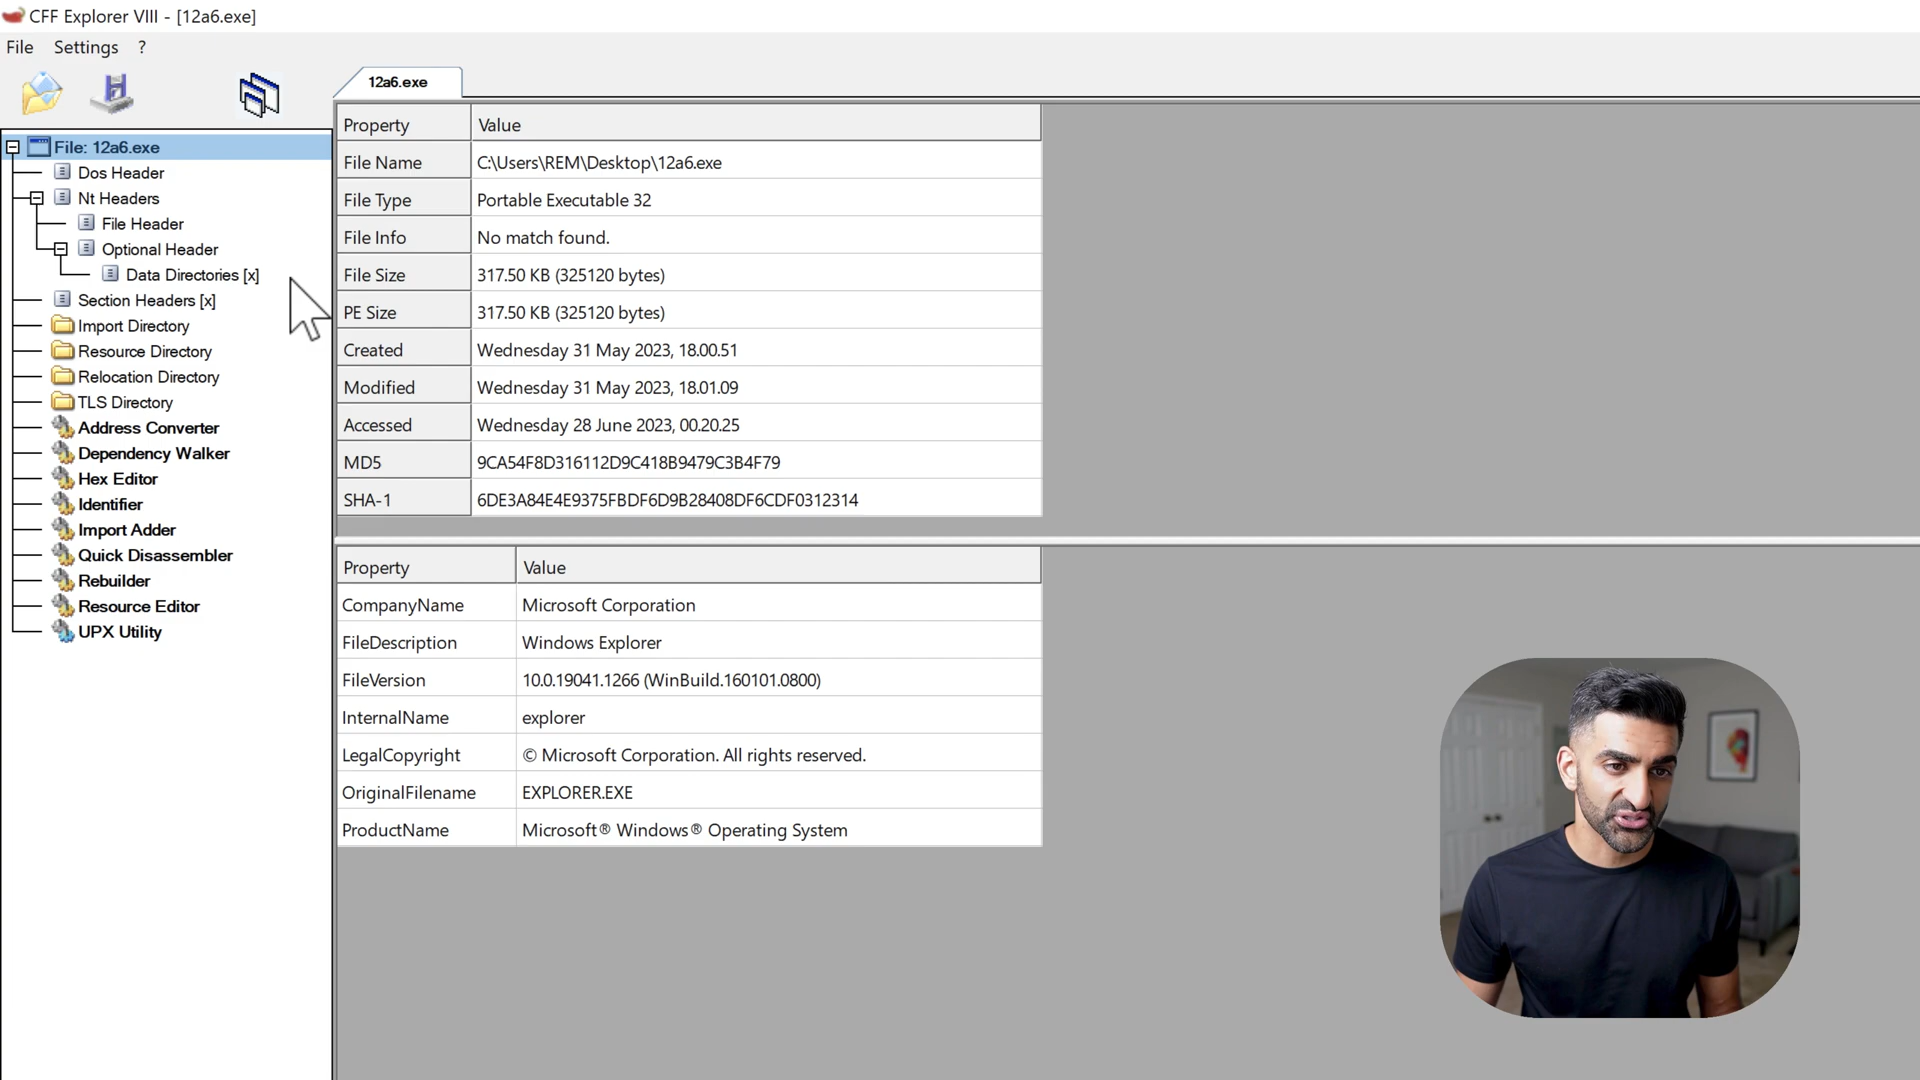 CFF Explorer VIII - [12a6.exe]
File Settings ?
12a6.exe
File: 12a6.exe
Dos Header
Nt Headers
File Header
Optional Header
Data Directories [x]
Section Headers [x]
Import Directory
Resource Directory
Relocation Directory
TLS Directory
Address Converter
Dependency Walker
Hex Editor
Identifier
Import Adder
Quick Disassembler
Rebuilder
Resource Editor
UPX Utility
Property Value
File Name C:\Users\REM\Desktop\12a6.exe
File Type Portable Executable 32
File Info No match found.
File Size 317.50 KB (325120 bytes)
PE Size 317.50 KB (325120 bytes)
Created Wednesday 31 May 2023, 18.00.51
Modified Wednesday 31 May 2023, 18.01.09
Accessed Wednesday 28 June 2023, 00.20.25
MD5 9CA54F8D316112D9C418B9479C3B4F79
SHA-1 6DE3A84E4E9375FBDF6D9B28408DF6CDF0312314
Property Value
CompanyName Microsoft Corporation
FileDescription Windows Explorer
FileVersion 10.0.19041.1266 (WinBuild.160101.0800)
InternalName explorer
LegalCopyright © Microsoft Corporation. All rights reserved.
OriginalFilename EXPLORER.EXE
ProductName Microsoft® Windows® Operating System